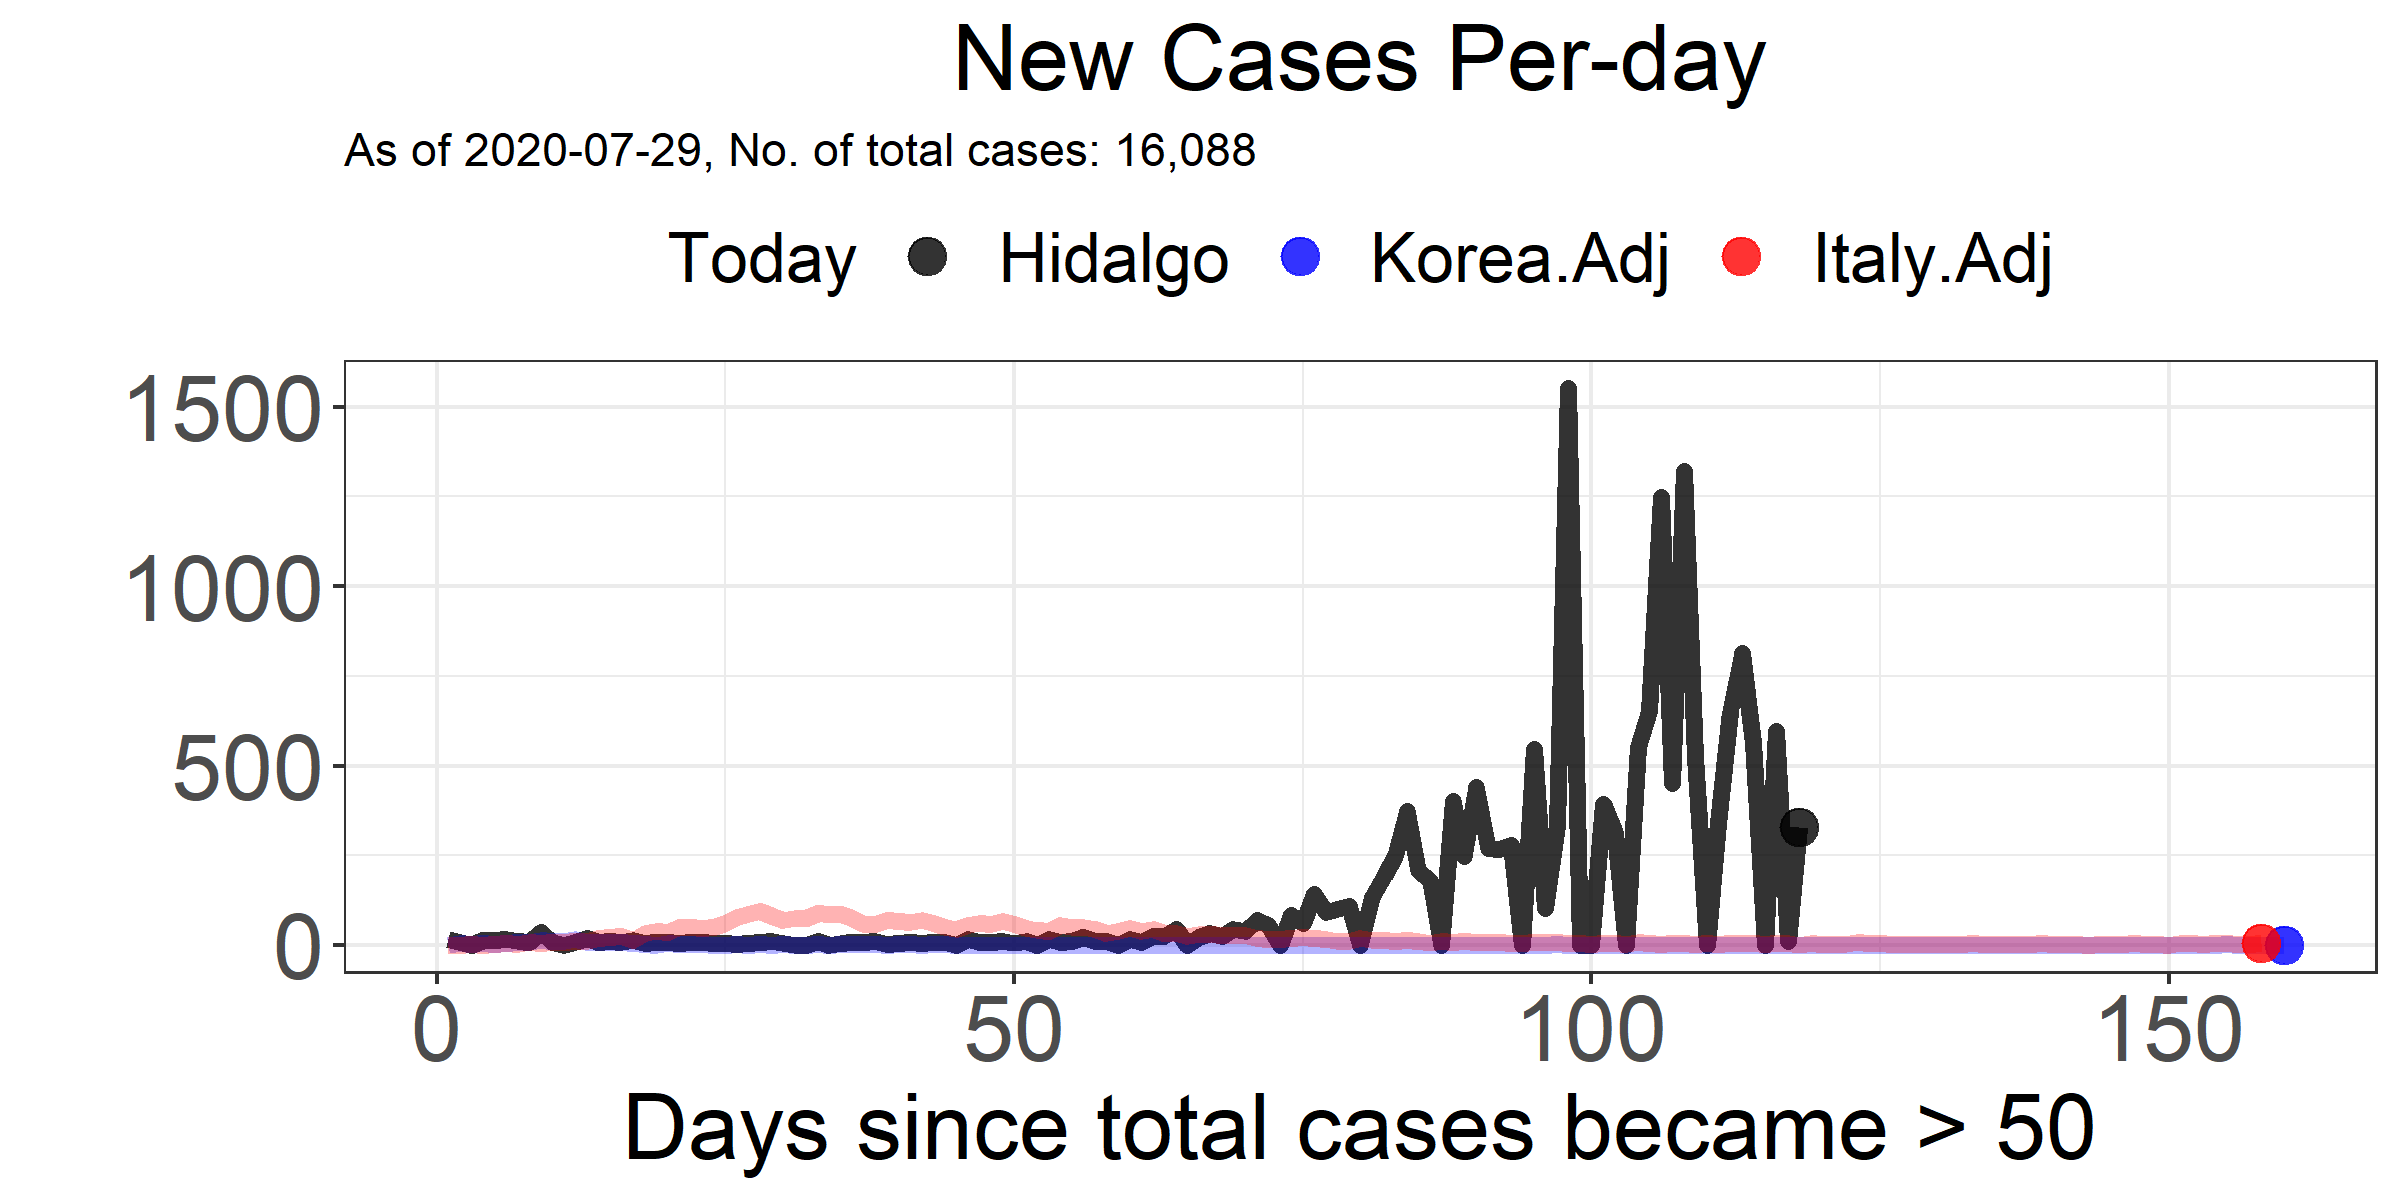 New Cases Per-day
As of 2020-07-29, No. of total cases: 16,088
Today Hidalgo Korea.Adj Italy.Adj
1500
1000
500
0
0 50 100 150
Days since total cases became > 50